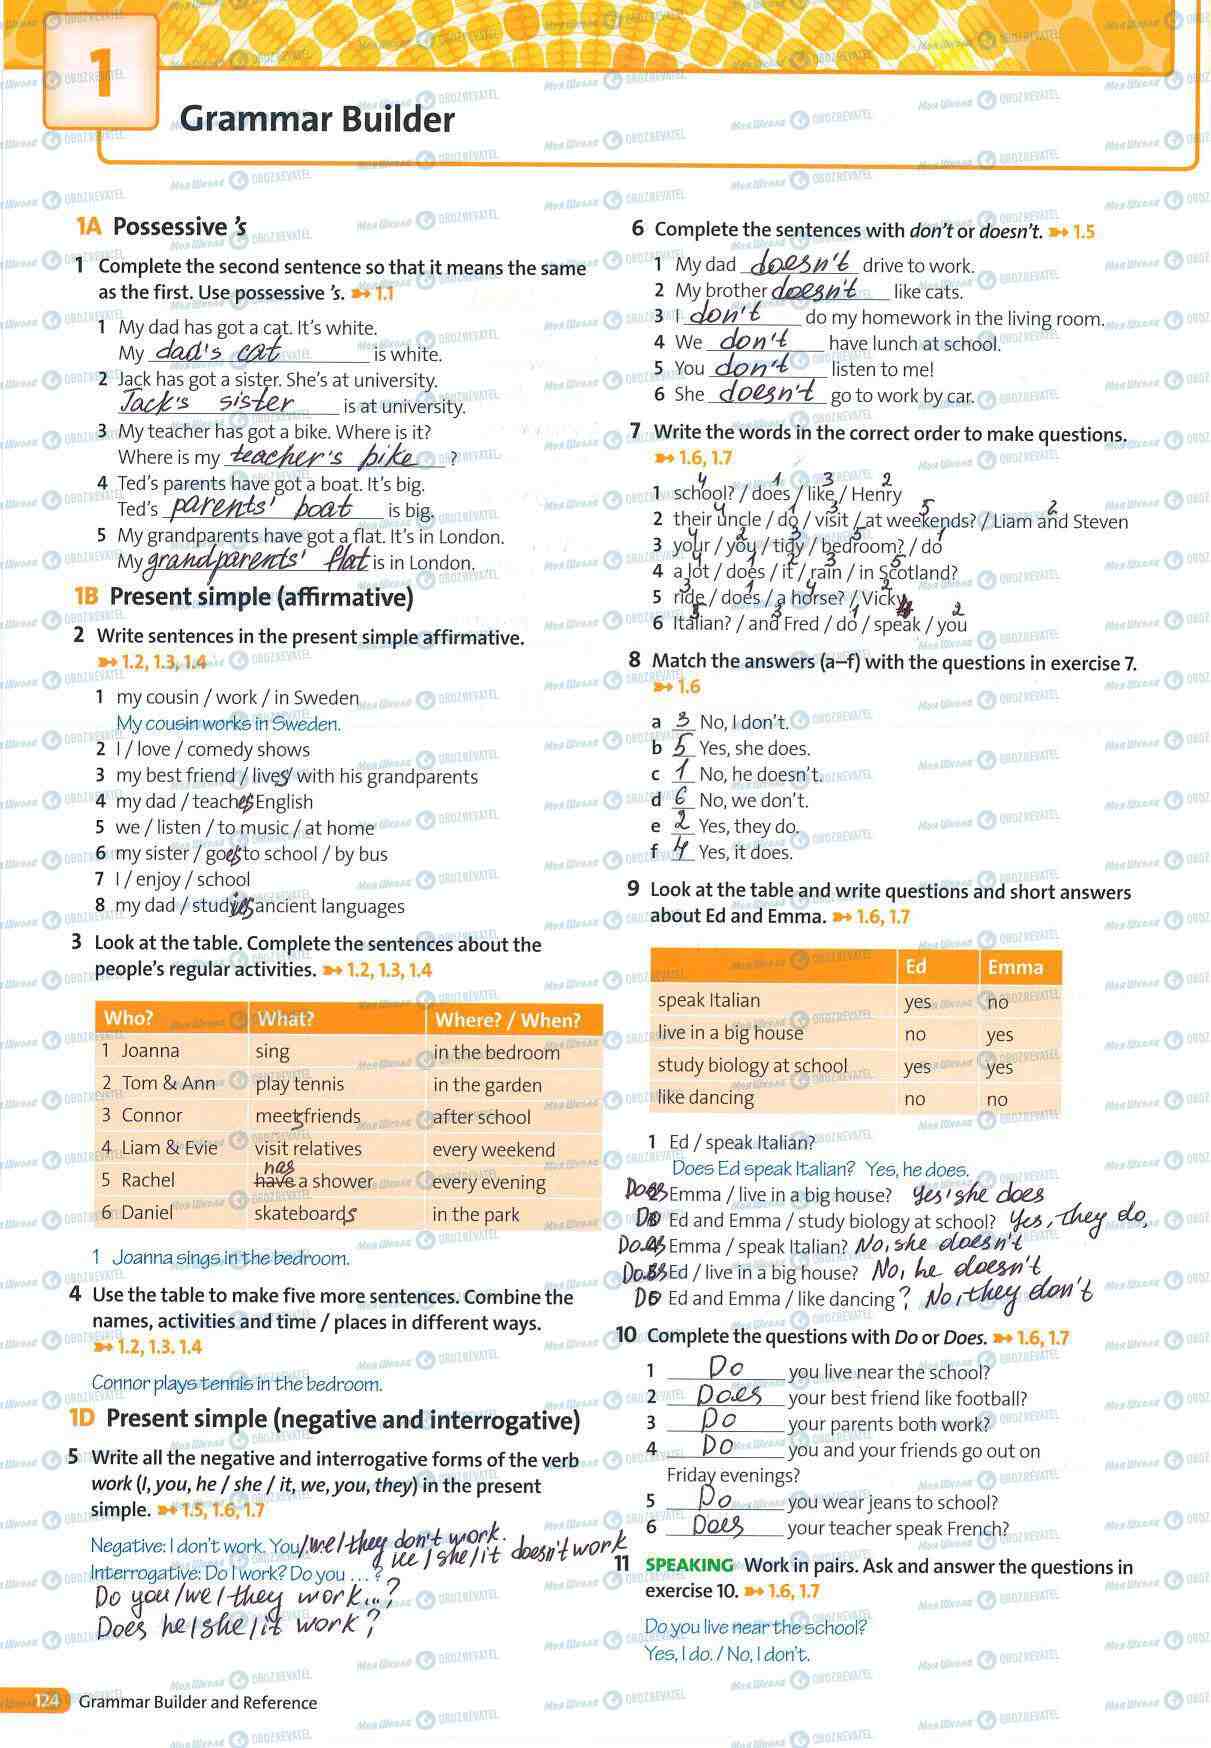 1
Grammar Builder
1A Possessive 's
1 Complete the second sentence so that it means the same
as the first. Use possessive 's. ➽ 1.1
1 My dad has got a cat. It's white.
My dad's cat is white.
2 Jack has got a sister. She's at university.
Jack's sister is at university.
3 My teacher has got a bike. Where is it?
Where is my teacher's bike ?
4 Ted's parents have got a boat. It's big.
Ted's parents' boat is big.
5 My grandparents have got a flat. It's in London.
My grandparents' flat is in London.
1B Present simple (affirmative)
2 Write sentences in the present simple affirmative.
➽ 1.2, 1.3, 1.4
1 my cousin / work / in Sweden
My cousin works in Sweden.
2 I / love / comedy shows
3 my best friend / lives / with his grandparents
4 my dad / teaches English
5 we / listen / to music / at home
6 my sister / goes to school / by bus
7 I / enjoy / school
8 my dad / studies ancient languages
3 Look at the table. Complete the sentences about the
people's regular activities. ➽ 1.2, 1.3, 1.4
Who? What? Where? / When?
1 Joanna sing in the bedroom
2 Tom & Ann play tennis in the garden
3 Connor meets friends after school
4 Liam & Evie visit relatives every weekend
has
5 Rachel have a shower every evening
6 Daniel skateboards in the park
1 Joanna sings in the bedroom.
4 Use the table to make five more sentences. Combine the
names, activities and time / places in different ways.
➽ 1.2, 1.3. 1.4
Connor plays tennis in the bedroom.
1D Present simple (negative and interrogative)
5 Write all the negative and interrogative forms of the verb
work (I, you, he / she / it, we, you, they) in the present
simple. ➽ 1.5, 1.6, 1.7
Negative: I don't work. You /we/they don't work.
he/she/it doesn't work
Interrogative: Do I work? Do you ... ?
Do you/we/they work...?
Does he/she/it work?
124 Grammar Builder and Reference
6 Complete the sentences with don't or doesn't. ➽ 1.5
1 My dad doesn't drive to work.
2 My brother doesn't like cats.
3 I don't do my homework in the living room.
4 We don't have lunch at school.
5 You don't listen to me!
6 She doesn't go to work by car.
7 Write the words in the correct order to make questions.
➽ 1.6, 1.7
4 1 3 2
1 school? / does / like / Henry
4 1 3 5 2
2 their uncle / do / visit / at weekends? / Liam and Steven
4 2 3 5 1
3 your / you / tidy / bedroom? / do
4 1 2 3 5
4 a lot / does / it / rain / in Scotland?
3 1 4 2
5 ride / does / a horse? / Vicky
5 3 1 4 2
6 Italian? / and Fred / do / speak / you
8 Match the answers (a–f) with the questions in exercise 7.
➽ 1.6
a 3 No, I don't.
b 5 Yes, she does.
c 1 No, he doesn't.
d 6 No, we don't.
e 2 Yes, they do.
f 4 Yes, it does.
9 Look at the table and write questions and short answers
about Ed and Emma. ➽ 1.6, 1.7
Ed Emma
speak Italian yes no
live in a big house no yes
study biology at school yes yes
like dancing no no
1 Ed / speak Italian?
Does Ed speak Italian? Yes, he does.
Does Emma / live in a big house? Yes, she does
Do Ed and Emma / study biology at school? Yes, they do,
Does Emma / speak Italian? No, she doesn't
Does Ed / live in a big house? No, he doesn't
Do Ed and Emma / like dancing? No, they don't
10 Complete the questions with Do or Does. ➽ 1.6, 1.7
1 Do you live near the school?
2 Does your best friend like football?
3 Do your parents both work?
4 Do you and your friends go out on
Friday evenings?
5 Do you wear jeans to school?
6 Does your teacher speak French?
11 SPEAKING Work in pairs. Ask and answer the questions in
exercise 10. ➽ 1.6, 1.7
Do you live near the school?
Yes, I do. / No, I don't.
Моя Школа OBOZREVATEL